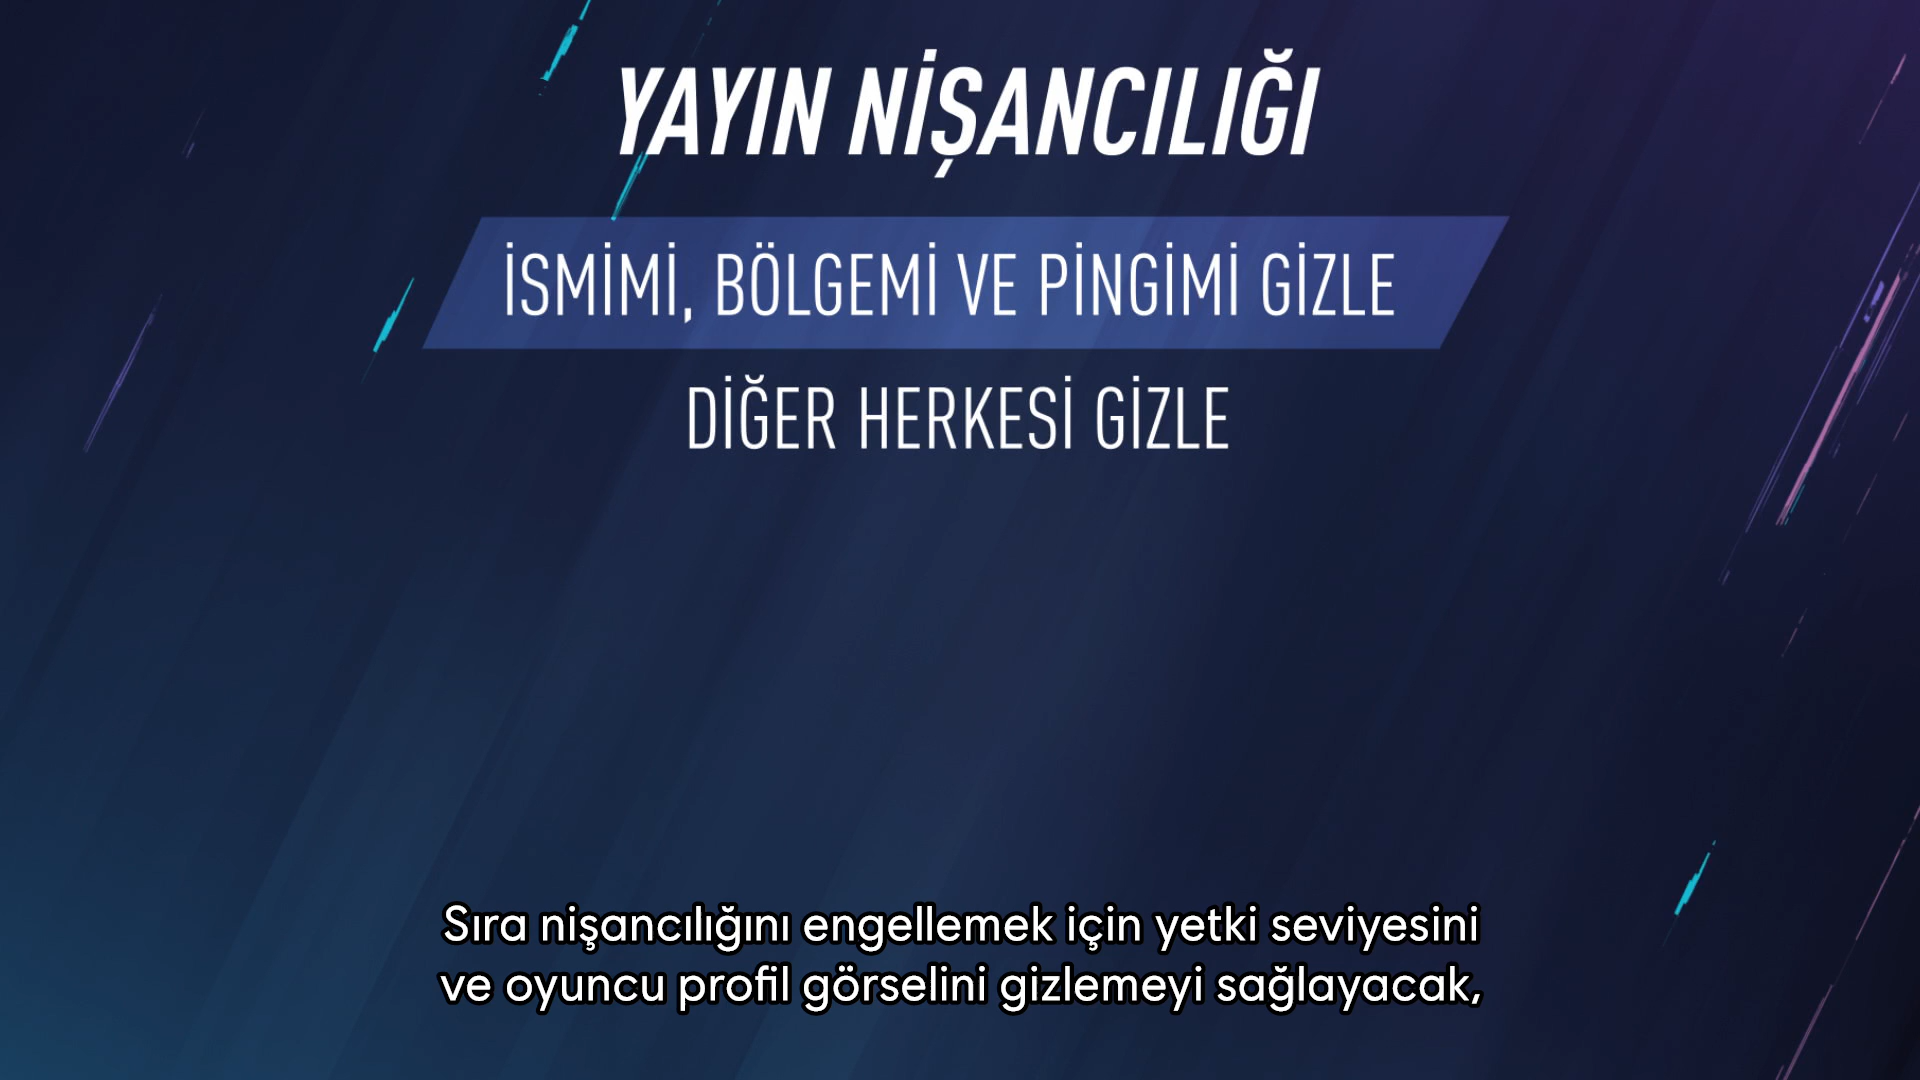 YAYIN NİŞANCILIĞI
İSMİMİ, BÖLGEMİ VE PİNGİMİ GİZLE
DİĞER HERKESİ GİZLE
Sıra nişancılığını engellemek için yetki seviyesini
ve oyuncu profil görselini gizlemeyi sağlayacak,